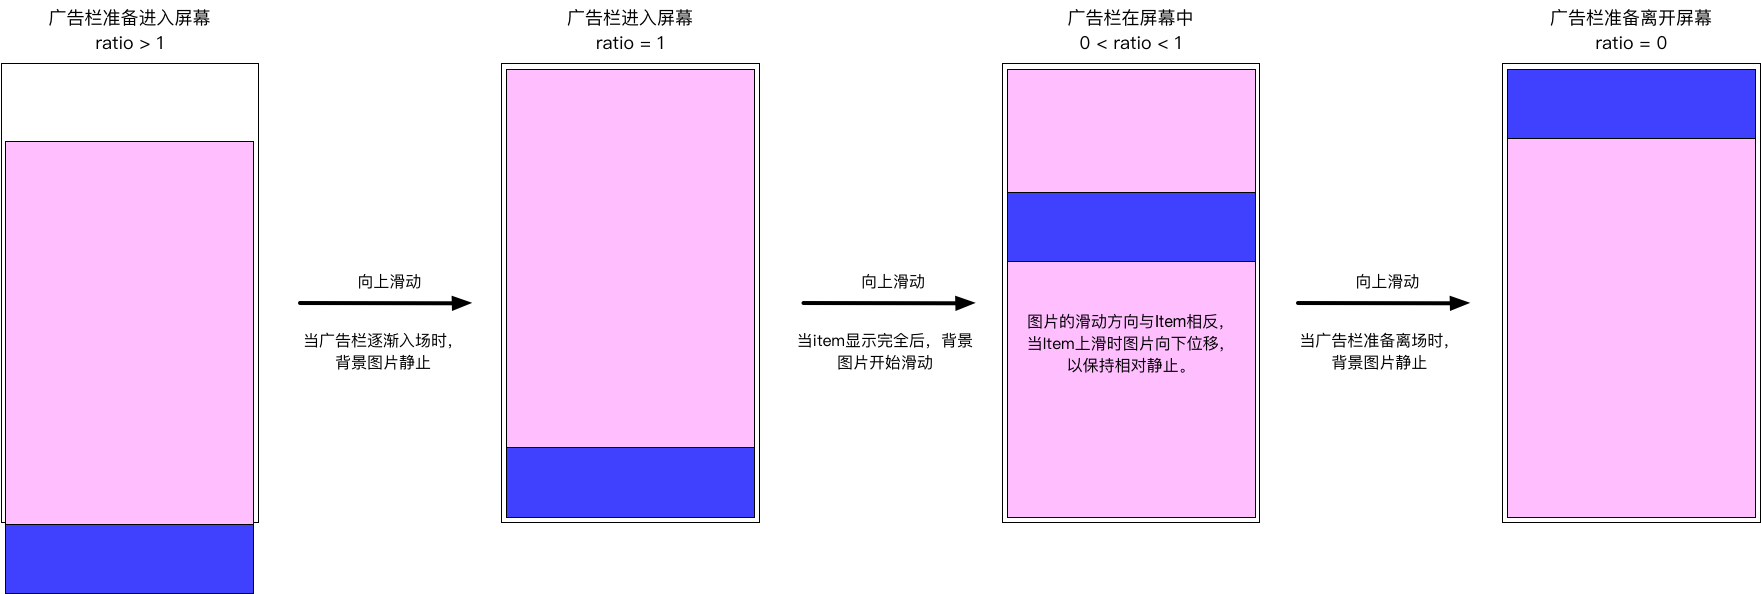 广告栏准备进入屏幕
ratio > 1
广告栏进入屏幕
ratio = 1
广告栏在屏幕中
0 < ratio < 1
广告栏准备离开屏幕
ratio = 0
向上滑动
当广告栏逐渐入场时，
背景图片静止
向上滑动
当item显示完全后，背景
图片开始滑动
图片的滑动方向与Item相反，
当Item上滑时图片向下位移，
以保持相对静止。
向上滑动
当广告栏准备离场时，
背景图片静止